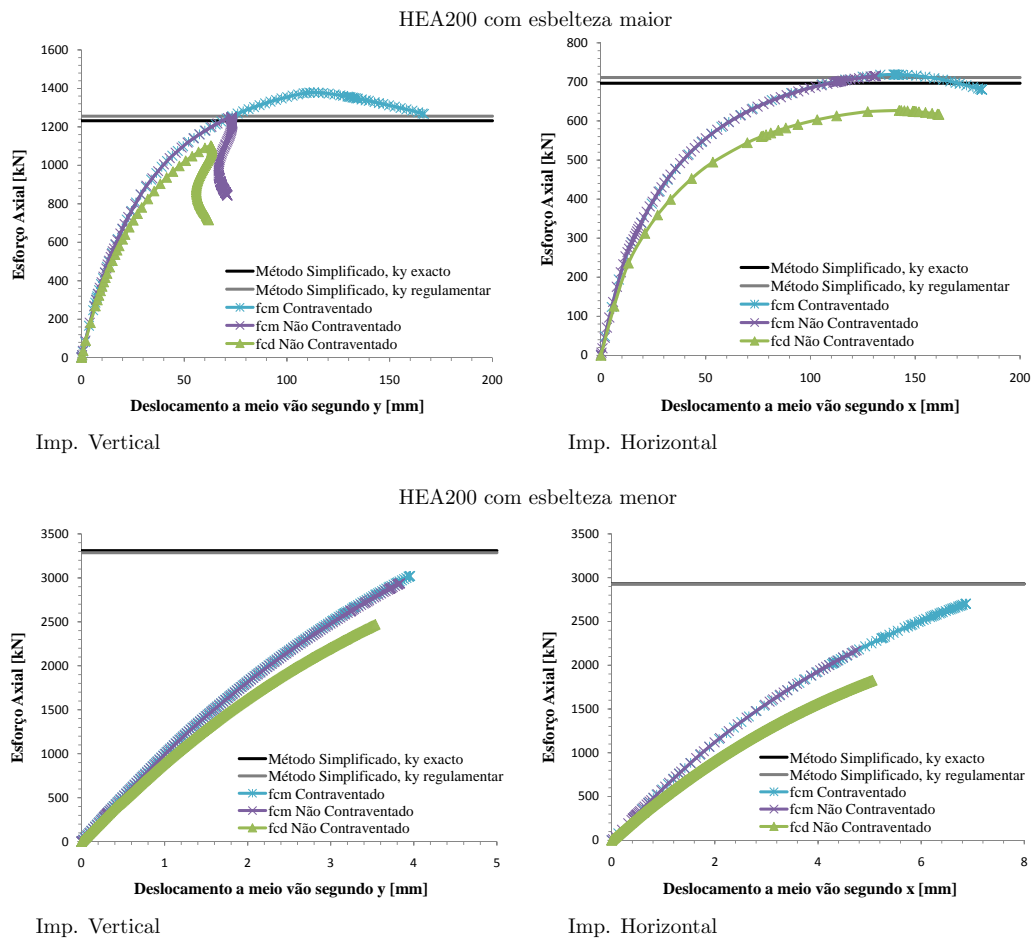 HEA200 com esbelteza maior
1600
1400
1200
1000
800
600
400
200
0
Esforço Axial [kN]
Método Simplificado, ky exacto
Método Simplificado, ky regulamentar
fcm Contraventado
fcm Não Contraventado
fcd Não Contraventado
0 50 100 150 200
Deslocamento a meio vão segundo y [mm]
Imp. Vertical
800
700
600
500
400
300
200
100
0
Esforço Axial [kN]
Método Simplificado, ky exacto
Método Simplificado, ky regulamentar
fcm Contraventado
fcm Não Contraventado
fcd Não Contraventado
0 50 100 150 200
Deslocamento a meio vão segundo x [mm]
Imp. Horizontal
HEA200 com esbelteza menor
3500
3000
2500
2000
1500
1000
500
0
Esforço Axial [kN]
Método Simplificado, ky exacto
Método Simplificado, ky regulamentar
fcm Contraventado
fcm Não Contraventado
fcd Não Contraventado
0 1 2 3 4 5
Deslocamento a meio vão segundo y [mm]
Imp. Vertical
3500
3000
2500
2000
1500
1000
500
0
Esforço Axial [kN]
Método Simplificado, ky exacto
Método Simplificado, ky regulamentar
fcm Contraventado
fcm Não Contraventado
fcd Não Contraventado
0 2 4 6 8
Deslocamento a meio vão segundo x [mm]
Imp. Horizontal